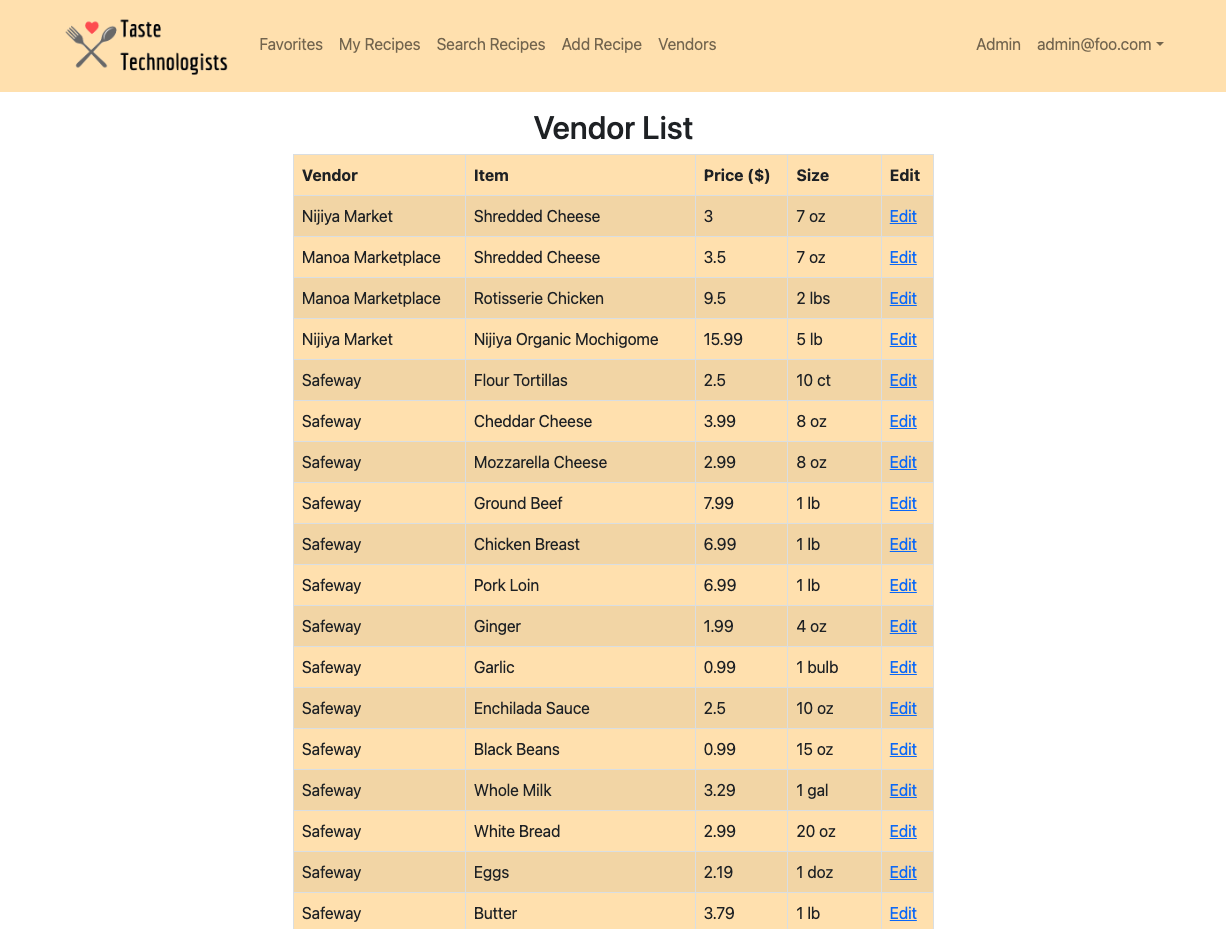 Taste
Technologists
Favorites My Recipes Search Recipes Add Recipe Vendors Admin admin@foo.com
Vendor List
Vendor Item Price ($) Size Edit
Nijiya Market Shredded Cheese 3 7 oz Edit
Manoa Marketplace Shredded Cheese 3.5 7 oz Edit
Manoa Marketplace Rotisserie Chicken 9.5 2 lbs Edit
Nijiya Market Nijiya Organic Mochigome 15.99 5 lb Edit
Safeway Flour Tortillas 2.5 10 ct Edit
Safeway Cheddar Cheese 3.99 8 oz Edit
Safeway Mozzarella Cheese 2.99 8 oz Edit
Safeway Ground Beef 7.99 1 lb Edit
Safeway Chicken Breast 6.99 1 lb Edit
Safeway Pork Loin 6.99 1 lb Edit
Safeway Ginger 1.99 4 oz Edit
Safeway Garlic 0.99 1 bulb Edit
Safeway Enchilada Sauce 2.5 10 oz Edit
Safeway Black Beans 0.99 15 oz Edit
Safeway Whole Milk 3.29 1 gal Edit
Safeway White Bread 2.99 20 oz Edit
Safeway Eggs 2.19 1 doz Edit
Safeway Butter 3.79 1 lb Edit